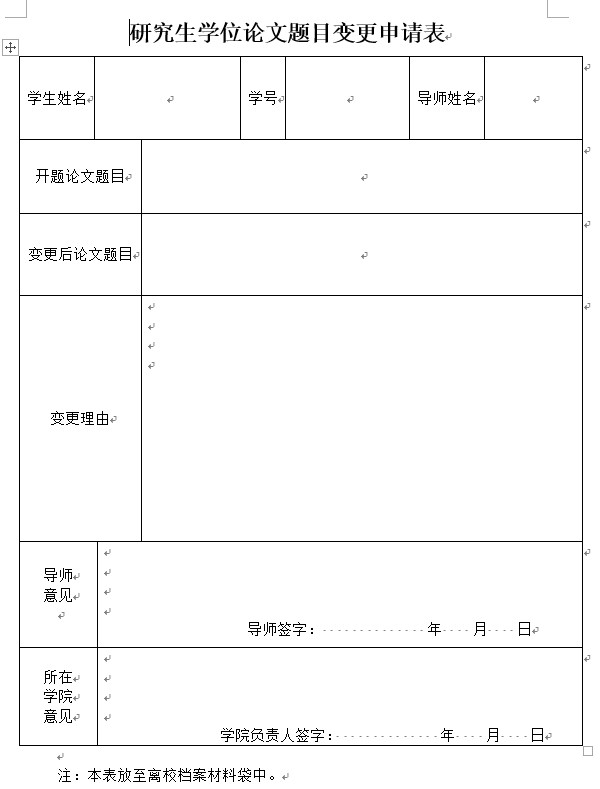 研究生学位论文题目变更申请表
学生姓名 学号 导师姓名
开题论文题目
变更后论文题目
变更理由
导师
意见
导师签字： 年 月 日
所在
学院
意见
学院负责人签字： 年 月 日
注：本表放至离校档案材料袋中。